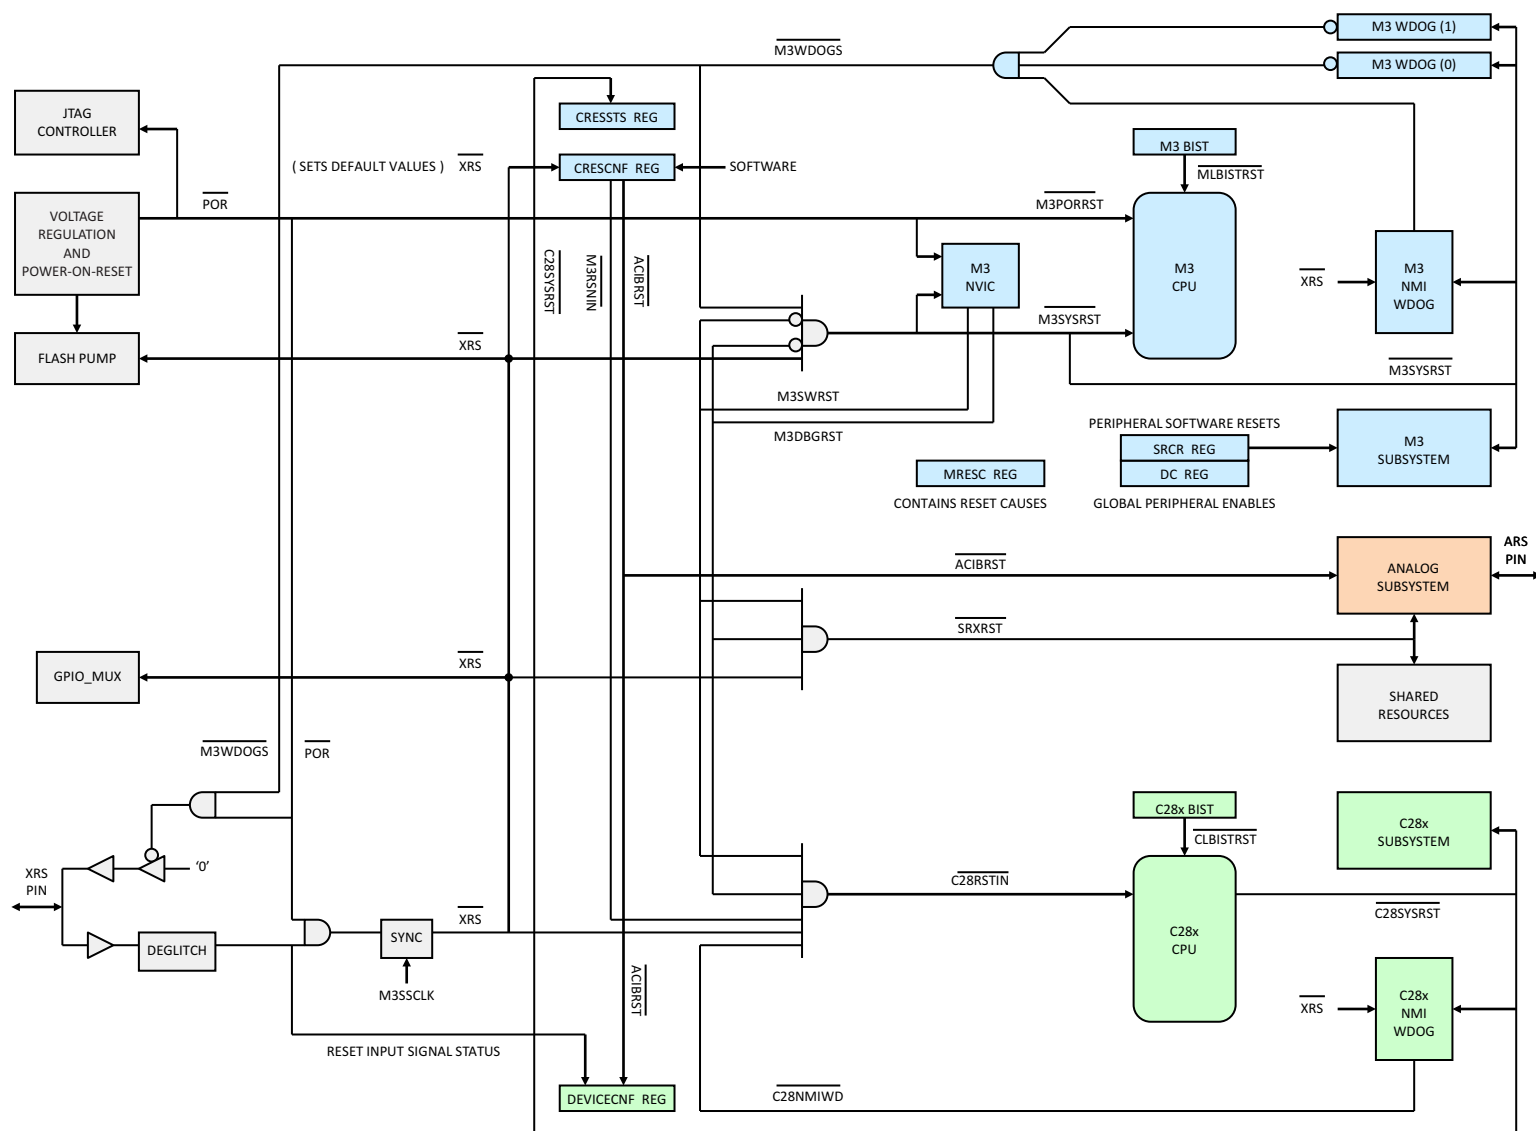 M3WDOGS
M3 WDOG (1)
M3 WDOG (0)
JTAG
CONTROLLER
CRESSTS REG
( SETS DEFAULT VALUES )
XRS
CRESCNF REG
SOFTWARE
M3 BIST
MLBISTRST
POR
VOLTAGE
REGULATION
AND
POWER-ON-RESET
M3PORRST
C28SYSRST
M3RSNIN
ACIBRST
M3
NVIC
M3
CPU
XRS
M3
NMI
WDOG
M3SYSRST
FLASH PUMP
XRS
M3SYSRST
M3SWRST
M3DBGRST
PERIPHERAL SOFTWARE RESETS
SRCR REG
DC REG
GLOBAL PERIPHERAL ENABLES
M3
SUBSYSTEM
MRESC REG
CONTAINS RESET CAUSES
ACIBRST
ANALOG
SUBSYSTEM
ARS
PIN
SRXRST
GPIO_MUX
XRS
SHARED
RESOURCES
M3WDOGS
POR
C28x BIST
CLBISTRST
C28x
SUBSYSTEM
'0'
XRS
PIN
C28RSTIN
C28SYSRST
DEGLITCH
SYNC
XRS
M3SSCLK
C28x
CPU
ACIBRST
XRS
C28x
NMI
WDOG
RESET INPUT SIGNAL STATUS
DEVICECNF REG
C28NMIWD